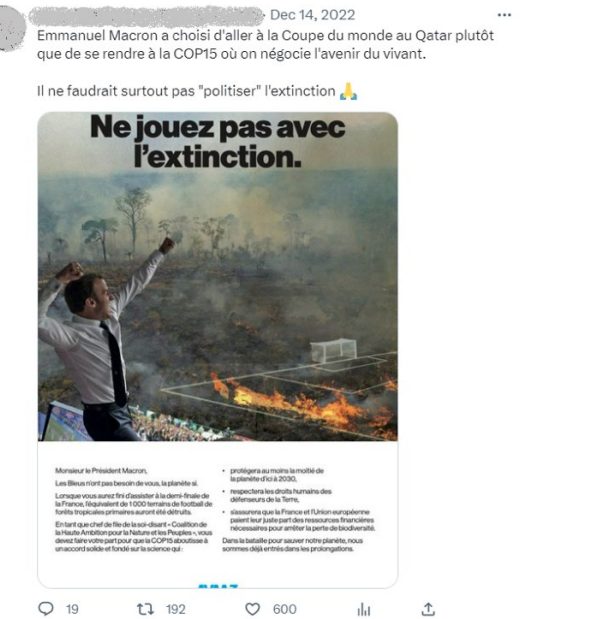 · Dec 14, 2022
Emmanuel Macron a choisi d'aller à la Coupe du monde au Qatar plutôt
que de se rendre à la COP15 où on négocie l'avenir du vivant.
Il ne faudrait surtout pas "politiser" l'extinction 🙏
Ne jouez pas avec
l'extinction.
Monsieur le Président Macron,
Les Bleus n'ont pas besoin de vous, la planète si.
Lorsque vous aurez fini d'assister à la demi-finale de
la France, l'équivalent de 1 000 terrains de football de
forêts tropicales primaires auront été détruits.
En tant que chef de file de la soi-disant « Coalition de
la Haute Ambition pour la Nature et les Peuples », vous
devez faire votre part pour que la COP15 aboutisse à
un accord solide et fondé sur la science qui :
• protégera au moins la moitié de
la planète d'ici à 2030,
• respectera les droits humains des
défenseurs de la Terre,
• s'assurera que la France et l'Union européenne
paient leur juste part des ressources financières
nécessaires pour arrêter la perte de biodiversité.
Dans la bataille pour sauver notre planète, nous
sommes déjà entrés dans les prolongations.
19
192
600